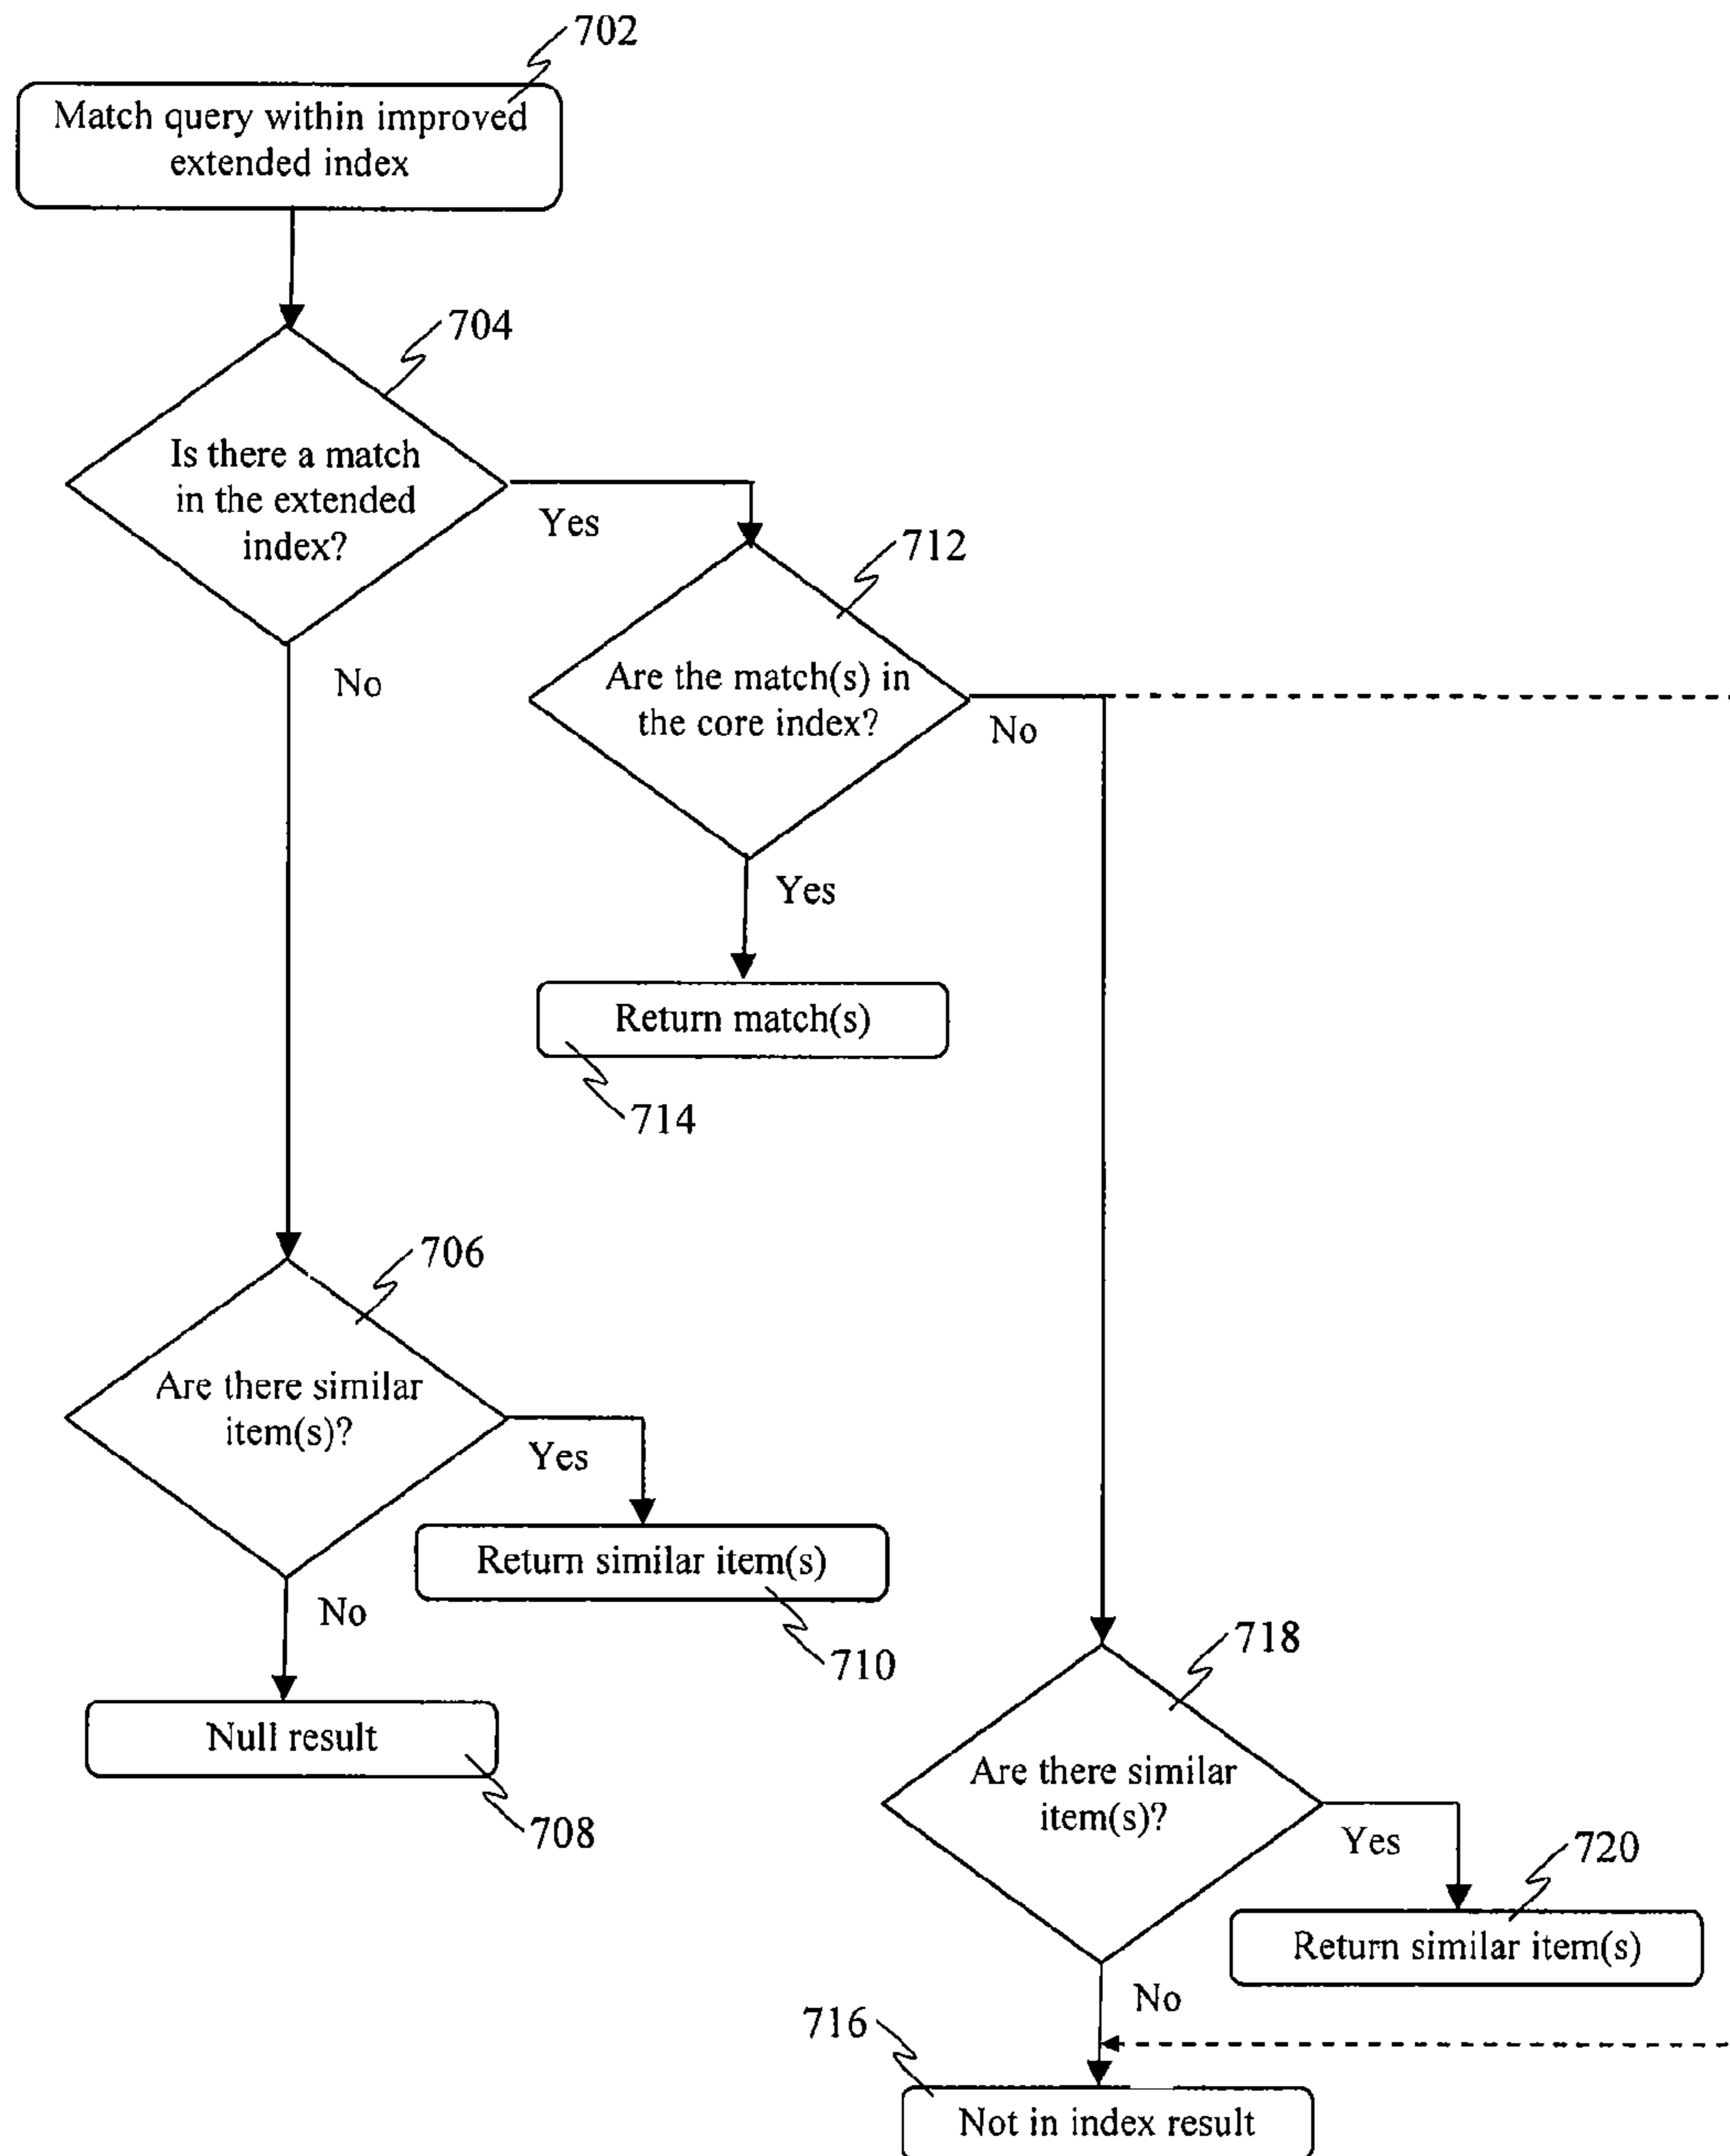 702
Match query within improved
extended index
704
Is there a match
in the extended
index?
Yes
No
712
Are the match(s) in
the core index?
No
Yes
Return match(s)
714
706
Are there similar
item(s)?
Yes
No
Return similar item(s)
710
Null result
708
718
Are there similar
item(s)?
Yes
No
720
Return similar item(s)
716
Not in index result